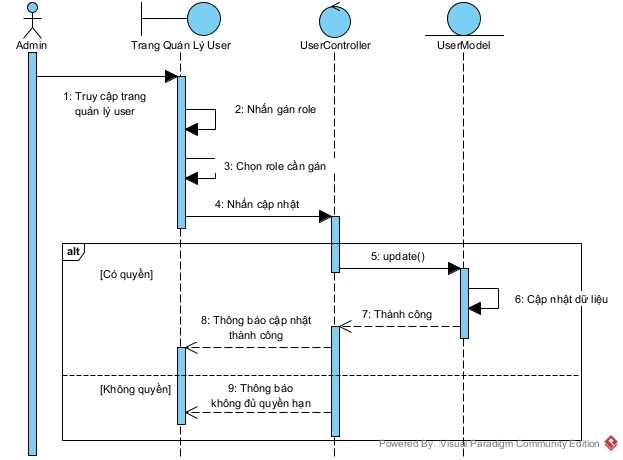 Admin
Trang Quản Lý User
UserController
UserModel
1: Truy cập trang
quản lý user
2: Nhấn gán role
3: Chọn role cần gán
4: Nhấn cập nhật
alt
[Có quyền]
5: update()
6: Cập nhật dữ liệu
7: Thành công
8: Thông báo cập nhật
thành công
[Không quyền]
9: Thông báo
không đủ quyền hạn
Powered By Visual Paradigm Community Edition